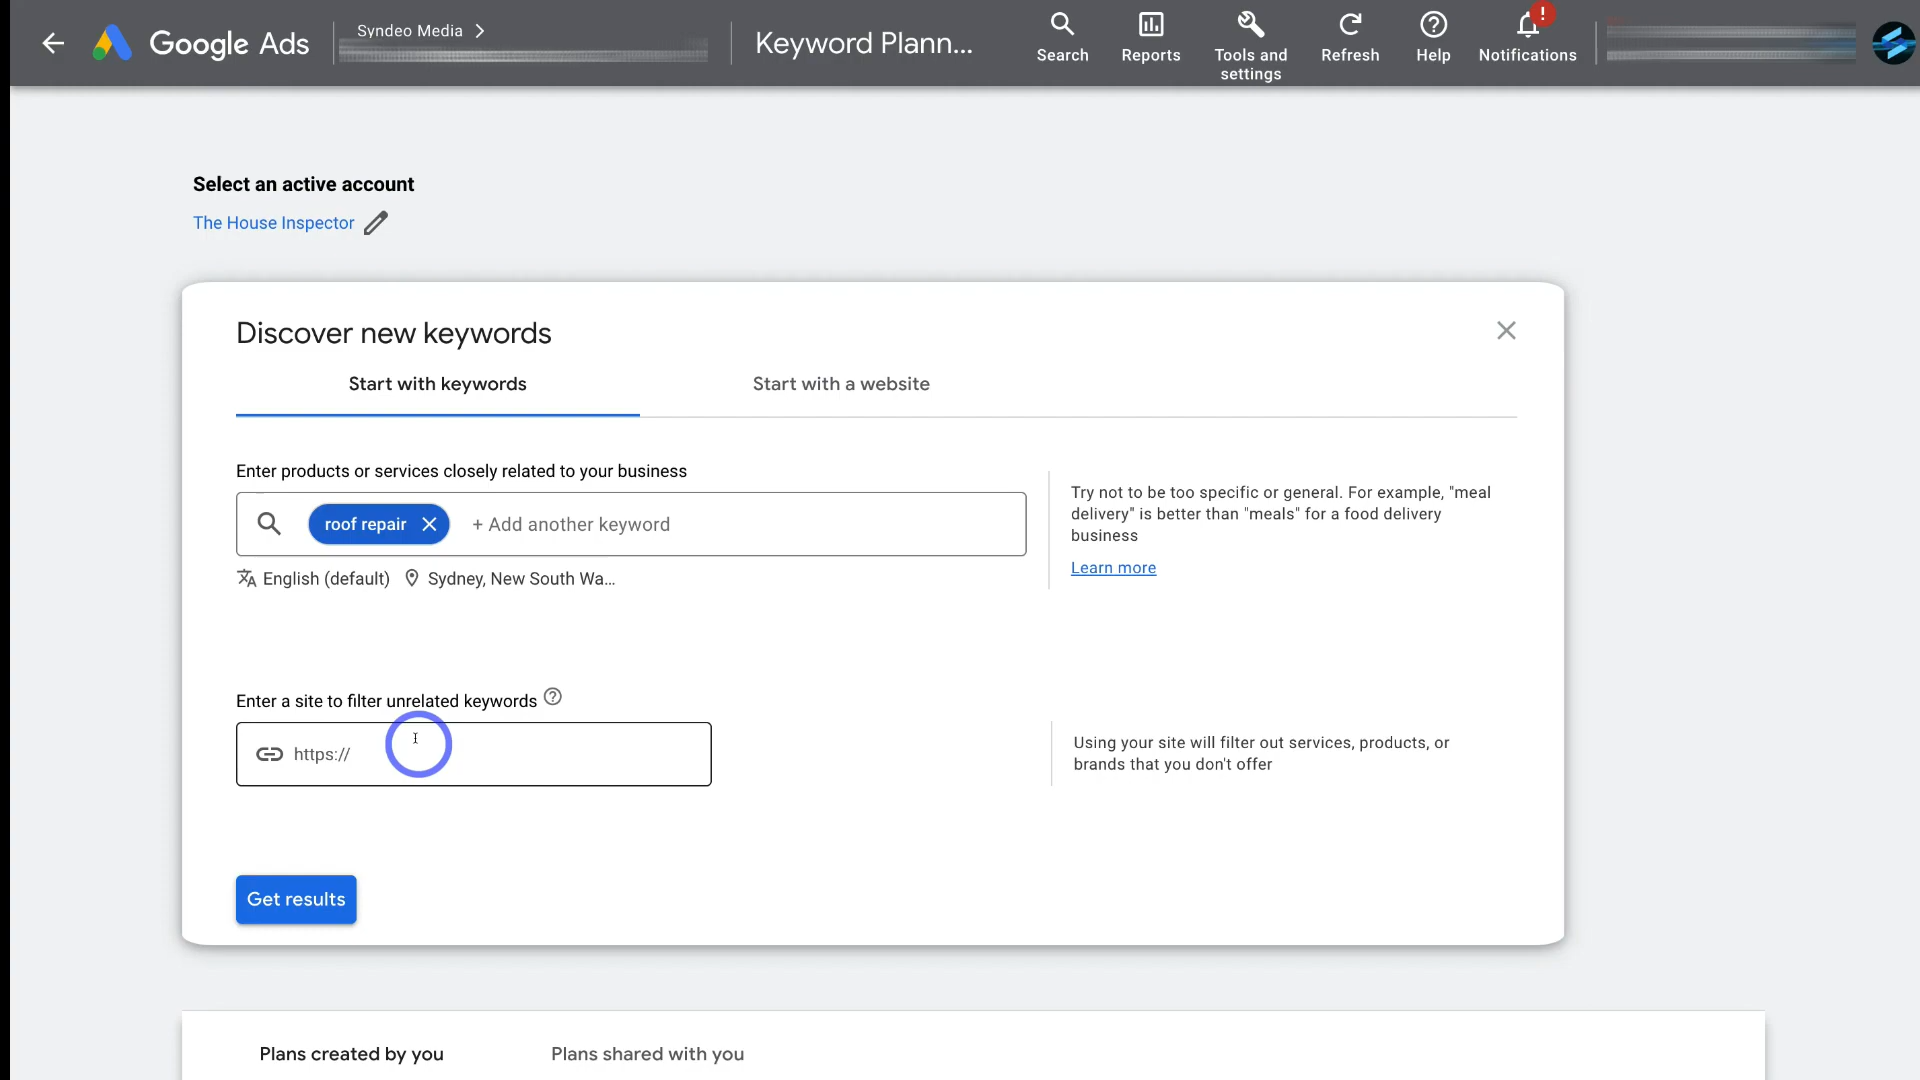 Google Ads
Syndeo Media
Keyword Plann...
Search
Reports
Tools and
settings
Refresh
Help
!
Notifications
Select an active account
The House Inspector
Discover new keywords
Start with keywords
Start with a website
Enter products or services closely related to your business
roof repair
+ Add another keyword
English (default)
Sydney, New South Wa...
Try not to be too specific or general. For example, "meal
delivery" is better than "meals" for a food delivery
business
Learn more
Enter a site to filter unrelated keywords
https://
Using your site will filter out services, products, or
brands that you don't offer
Get results
Plans created by you
Plans shared with you